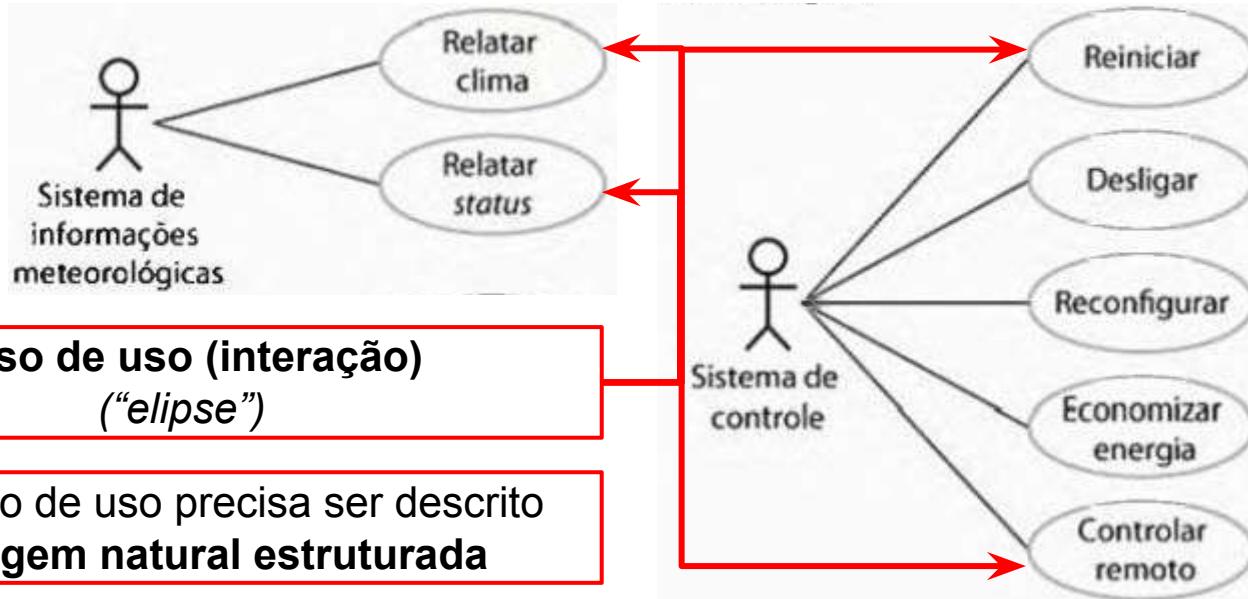 Relatar
clima
Relatar
status
Sistema de
informações
meteorológicas
so de uso (interação)
(“elipse”)
o de uso precisa ser descrito
gem natural estruturada
Reiniciar
Desligar
Reconfigurar
Economizar
energia
Controlar
remoto
Sistema de
controle